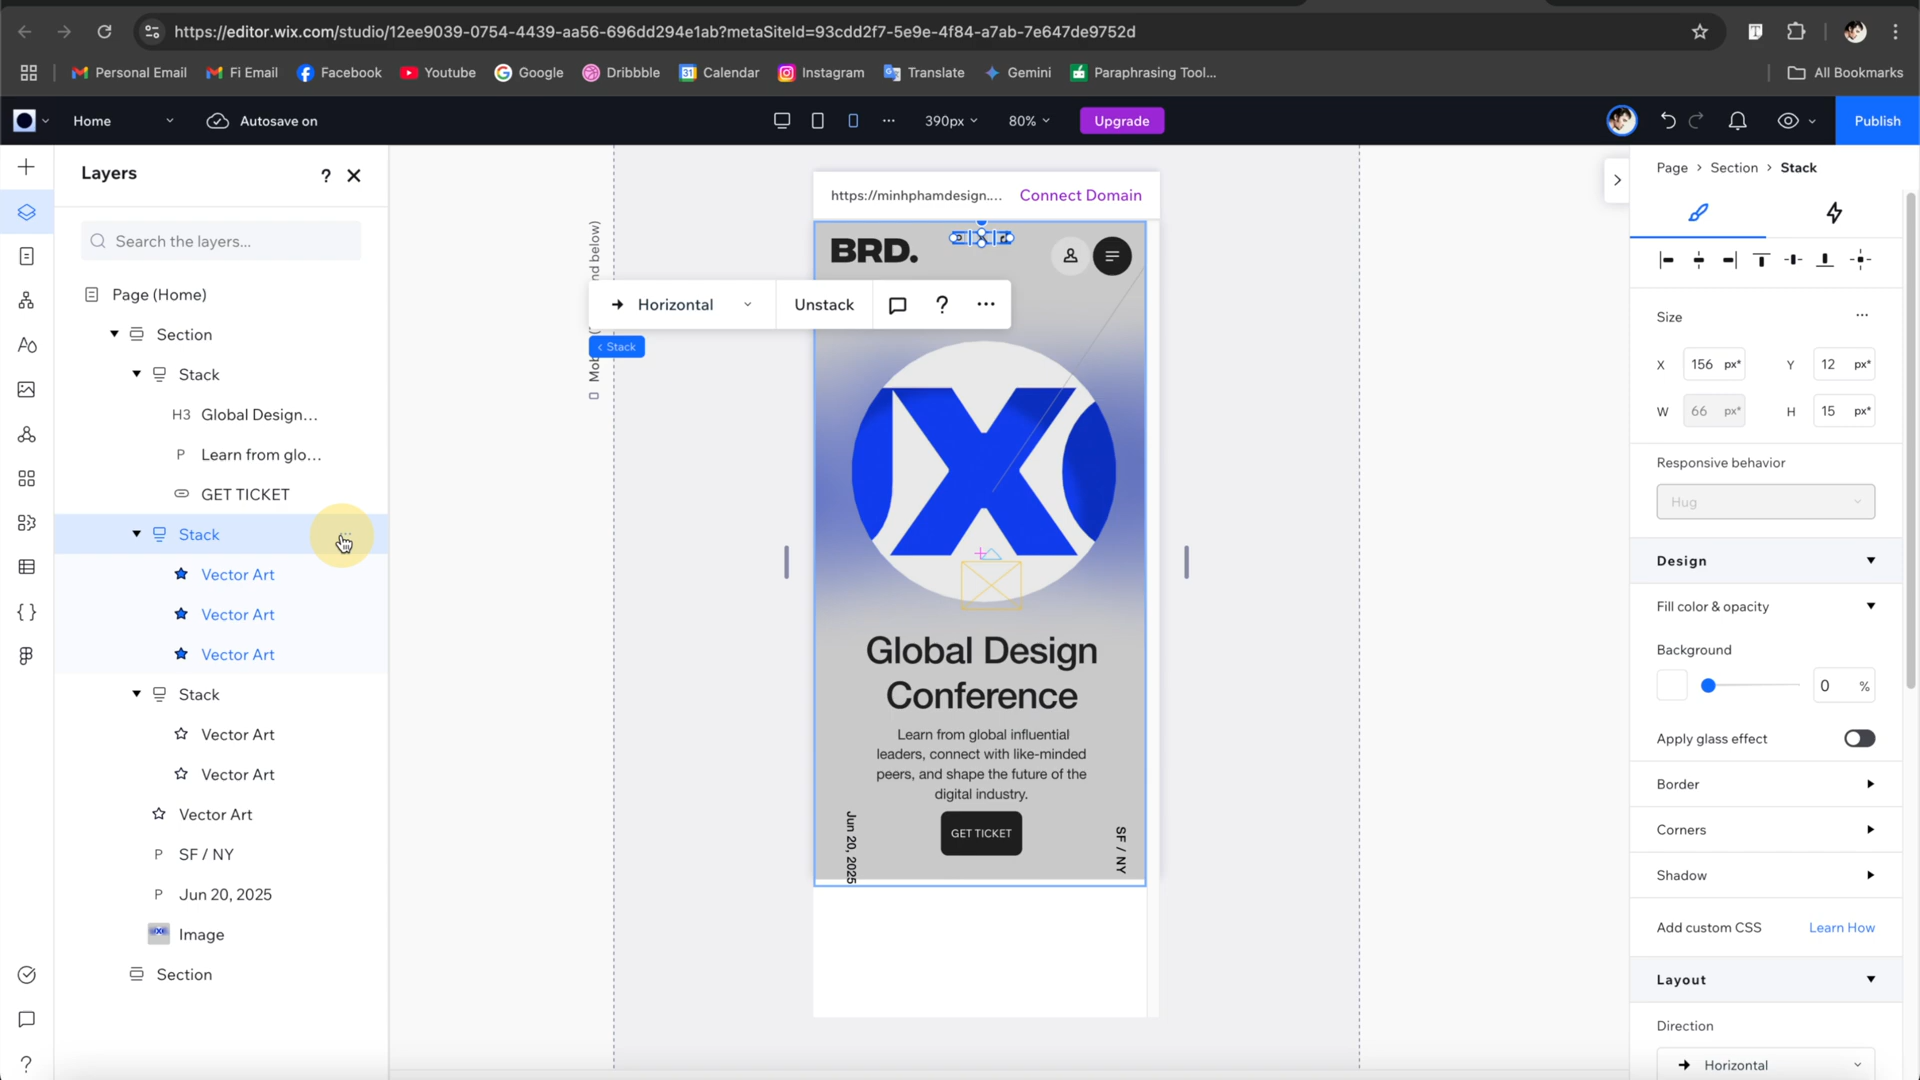 https://editor.wix.com/studio/12ee9039-0754-4439-aa56-696dd294e1ab?metaSiteId=93cdd2f7-5e9e-4f84-a7ab-7e647de9752d
Personal Email
Fi Email
Facebook
Youtube
Google
Dribbble
Calendar
Instagram
Translate
Gemini
Paraphrasing Tool...
All Bookmarks
Home
Autosave on
390px
80%
Upgrade
Publish
Layers
?
Search the layers...
Page (Home)
Section
Stack
H3 Global Design...
P Learn from glo...
GET TICKET
Stack
Vector Art
Vector Art
Vector Art
Stack
Vector Art
Vector Art
Vector Art
P SF / NY
P Jun 20, 2025
Image
Section
https://minhphamdesign....
Connect Domain
BRD.
Horizontal
Unstack
?
< Stack
nd below)
X
Global Design
Conference
Learn from global influential
leaders, connect with like-minded
peers, and shape the future of the
digital industry.
GET TICKET
Jun 20, 2025
SF / NY
Page > Section > Stack
Size
X 156 px* Y 12 px*
W 66 px* H 15 px*
Responsive behavior
Hug
Design
Fill color & opacity
Background
0 %
Apply glass effect
Border
Corners
Shadow
Add custom CSS
Learn How
Layout
Direction
Horizontal